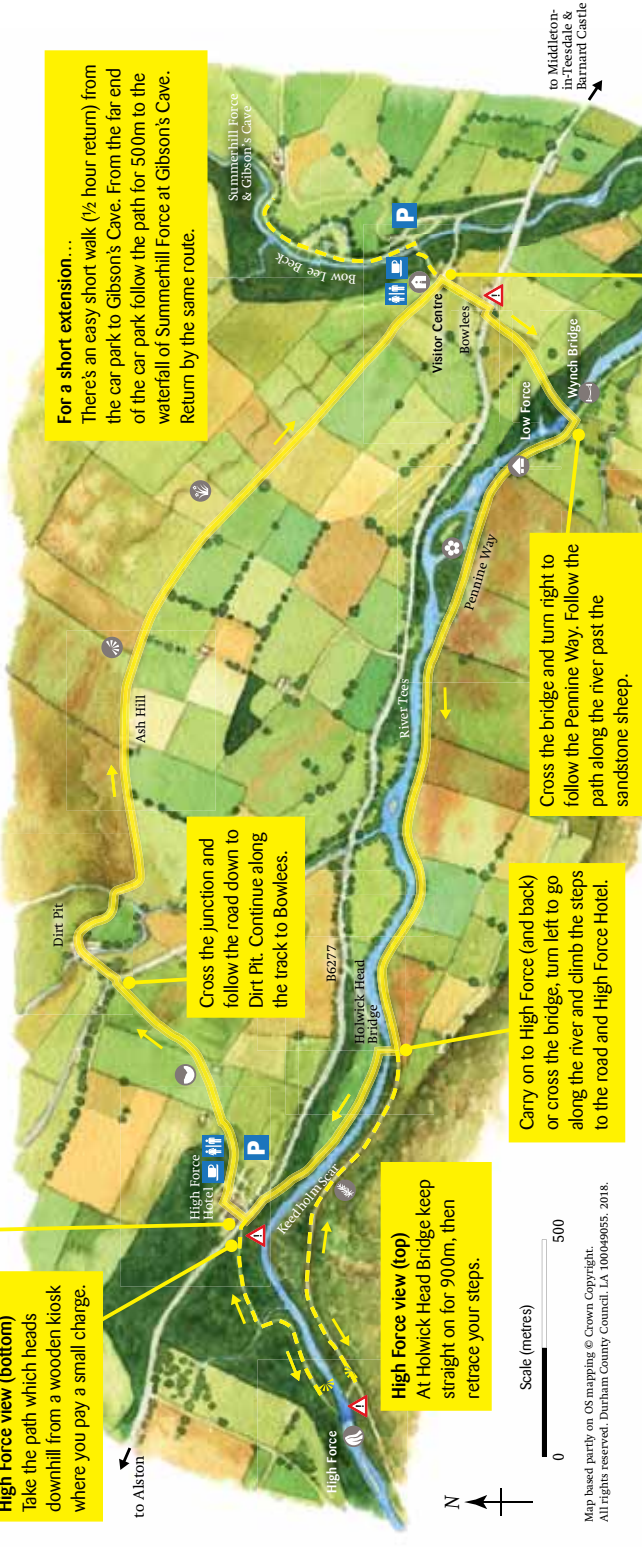 High Force view (bottom)
Take the path which heads
downhill from a wooden kiosk
where you pay a small charge.
For a short extension…
There's an easy short walk (½ hour return) from
the car park to Gibson's Cave. From the far end
of the car park follow the path for 500m to the
waterfall of Summerhill Force at Gibson's Cave.
Return by the same route.
Summerhill Force
& Gibson's Cave
Bow Lee Beck
P
Visitor Centre
Bowlees
to Middleton-
in-Teesdale &
Barnard Castle
Wynch Bridge
Low Force
Pennine Way
River Tees
Ash Hill
Dirt Pit
Cross the junction and
follow the road down to
Dirt Pit. Continue along
the track to Bowlees.
B6277
Holwick Head
Bridge
High Force
Hotel
P
Keedholm Scar
High Force
to Alston
Cross the bridge and turn right to
follow the Pennine Way. Follow the
path along the river past the
sandstone sheep.
Carry on to High Force (and back)
or cross the bridge, turn left to go
along the river and climb the steps
to the road and High Force Hotel.
High Force view (top)
At Holwick Head Bridge keep
straight on for 900m, then
retrace your steps.
N
Scale (metres)
0
500
Map based partly on OS mapping © Crown Copyright.
All rights reserved. Durham County Council. LA 100049055. 2018.